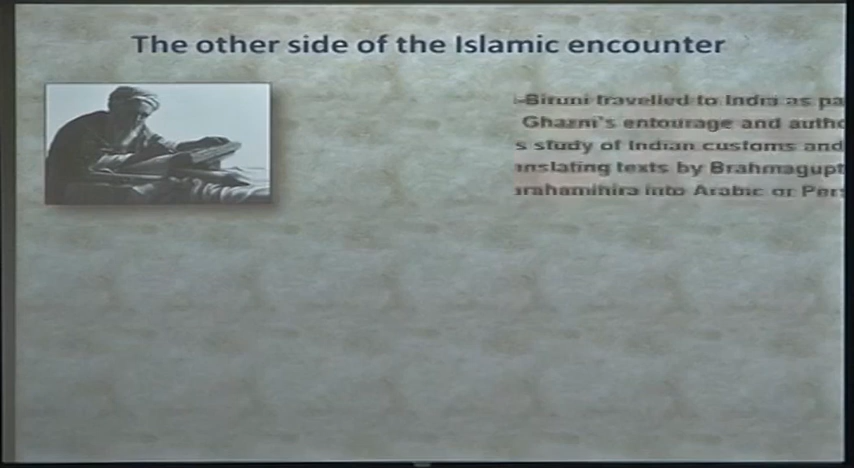 The other side of the Islamic encounter
-Biruni travelled to India as pa
Ghazni's entourage and autho
s study of Indian customs and
anslating texts by Brahmagupt
arahamihira into Arabic or Per